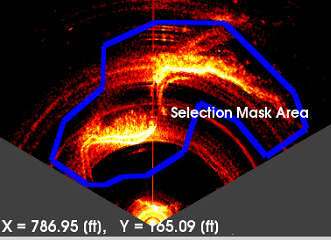 Selection Mask Area
X = 786.95 (ft), Y = 165.09 (ft)